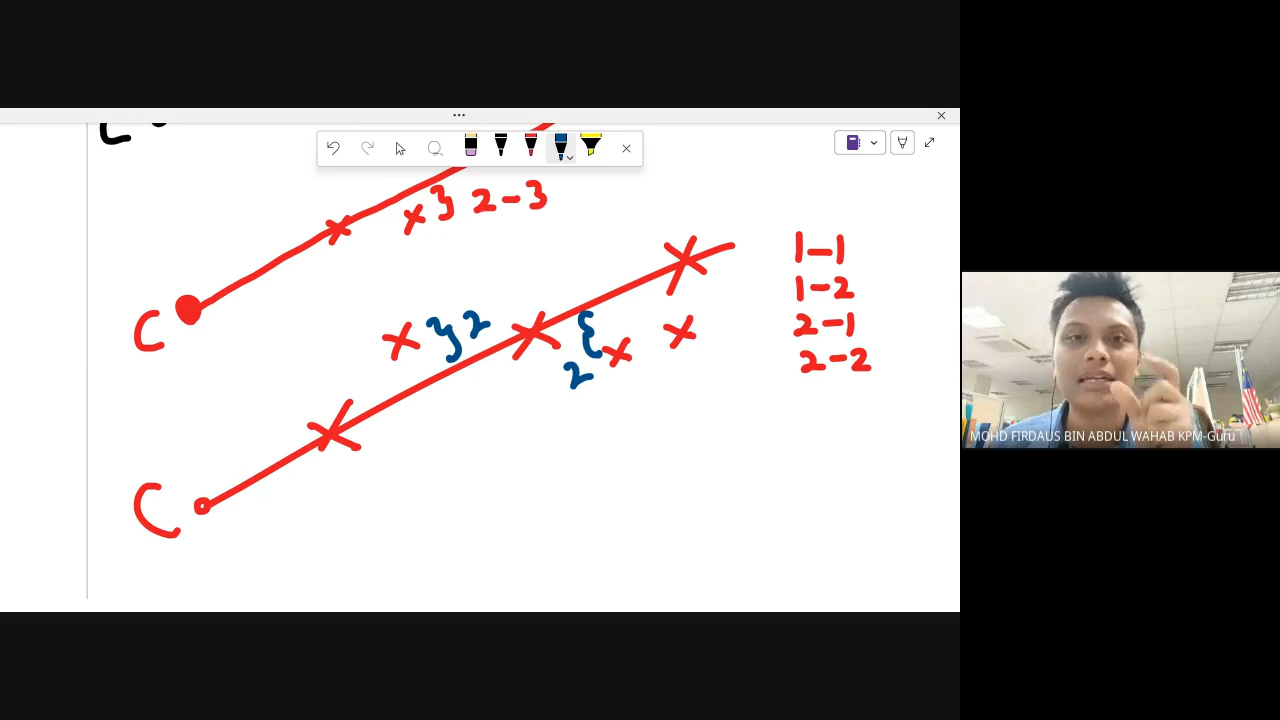 } 2-3
C
1-1
1-2
2-1
2-2
} 2
{
2
C
MOHD FIRDAUS BIN ABDUL WAHAB KPM-Guru